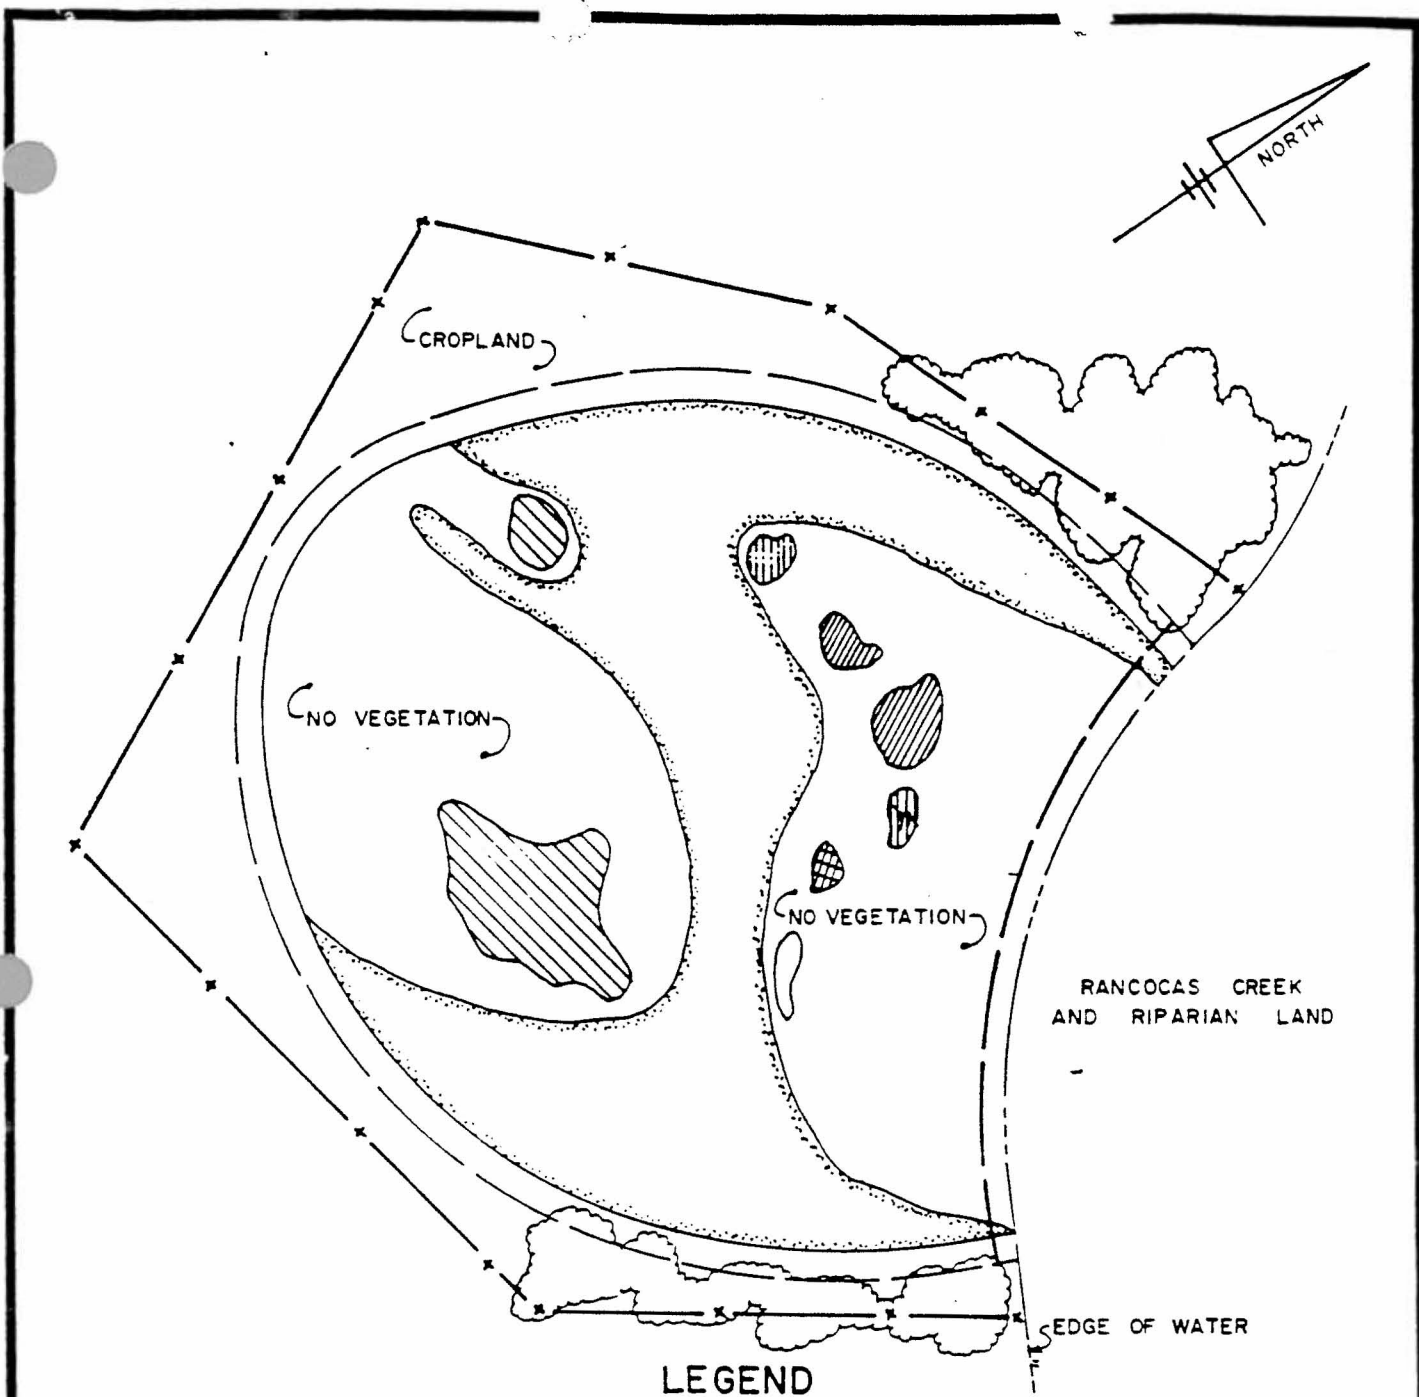 NORTH
CROPLAND
NO VEGETATION
NO VEGETATION
RANCOCAS CREEK
AND RIPARIAN LAND
EDGE OF WATER
LEGEND